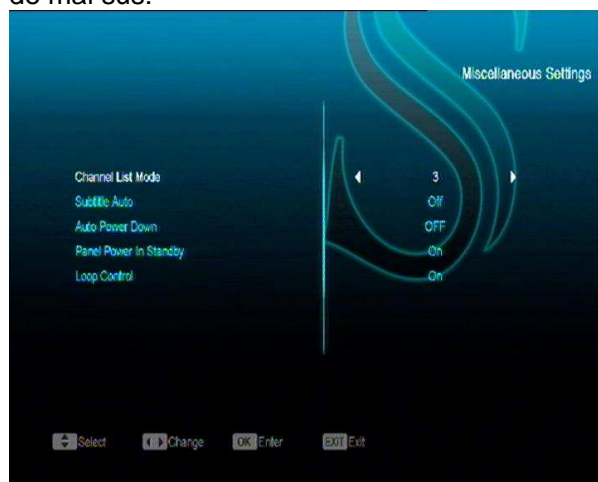 Miscellaneous Settings
Channel List Mode 3
Subtitle Auto Off
Auto Power Down OFF
Panel Power In Standby On
Loop Control On
Select Change OK Enter EXIT Exit